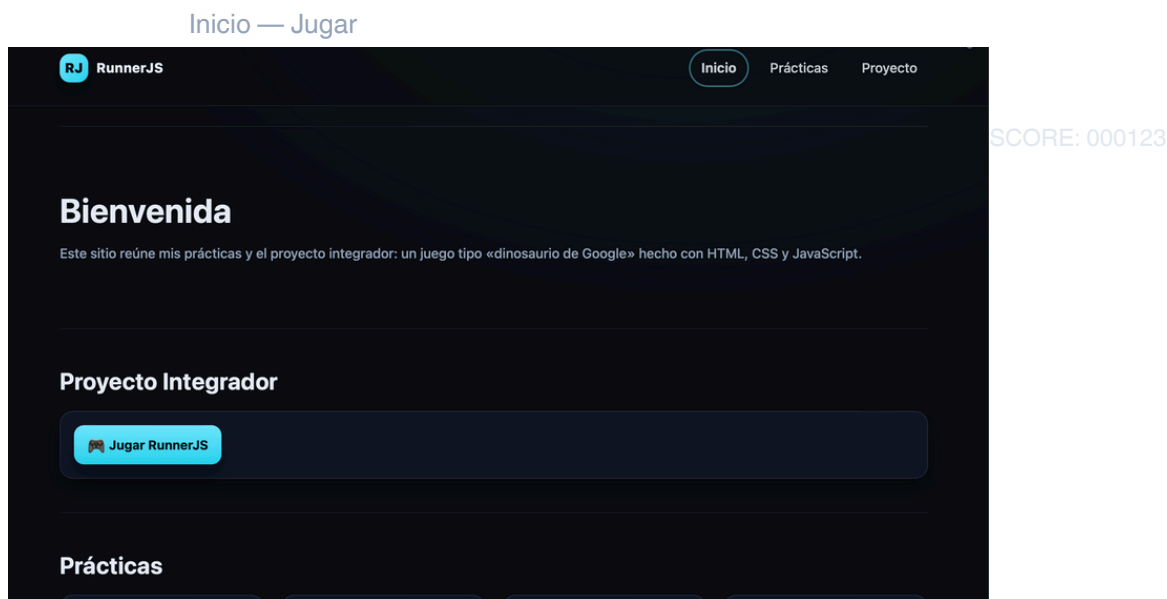 Inicio — Jugar
RJ RunnerJS Inicio Prácticas Proyecto
SCORE: 000123
Bienvenida
Este sitio reúne mis prácticas y el proyecto integrador: un juego tipo «dinosaurio de Google» hecho con HTML, CSS y JavaScript.
Proyecto Integrador
🎮 Jugar RunnerJS
Prácticas